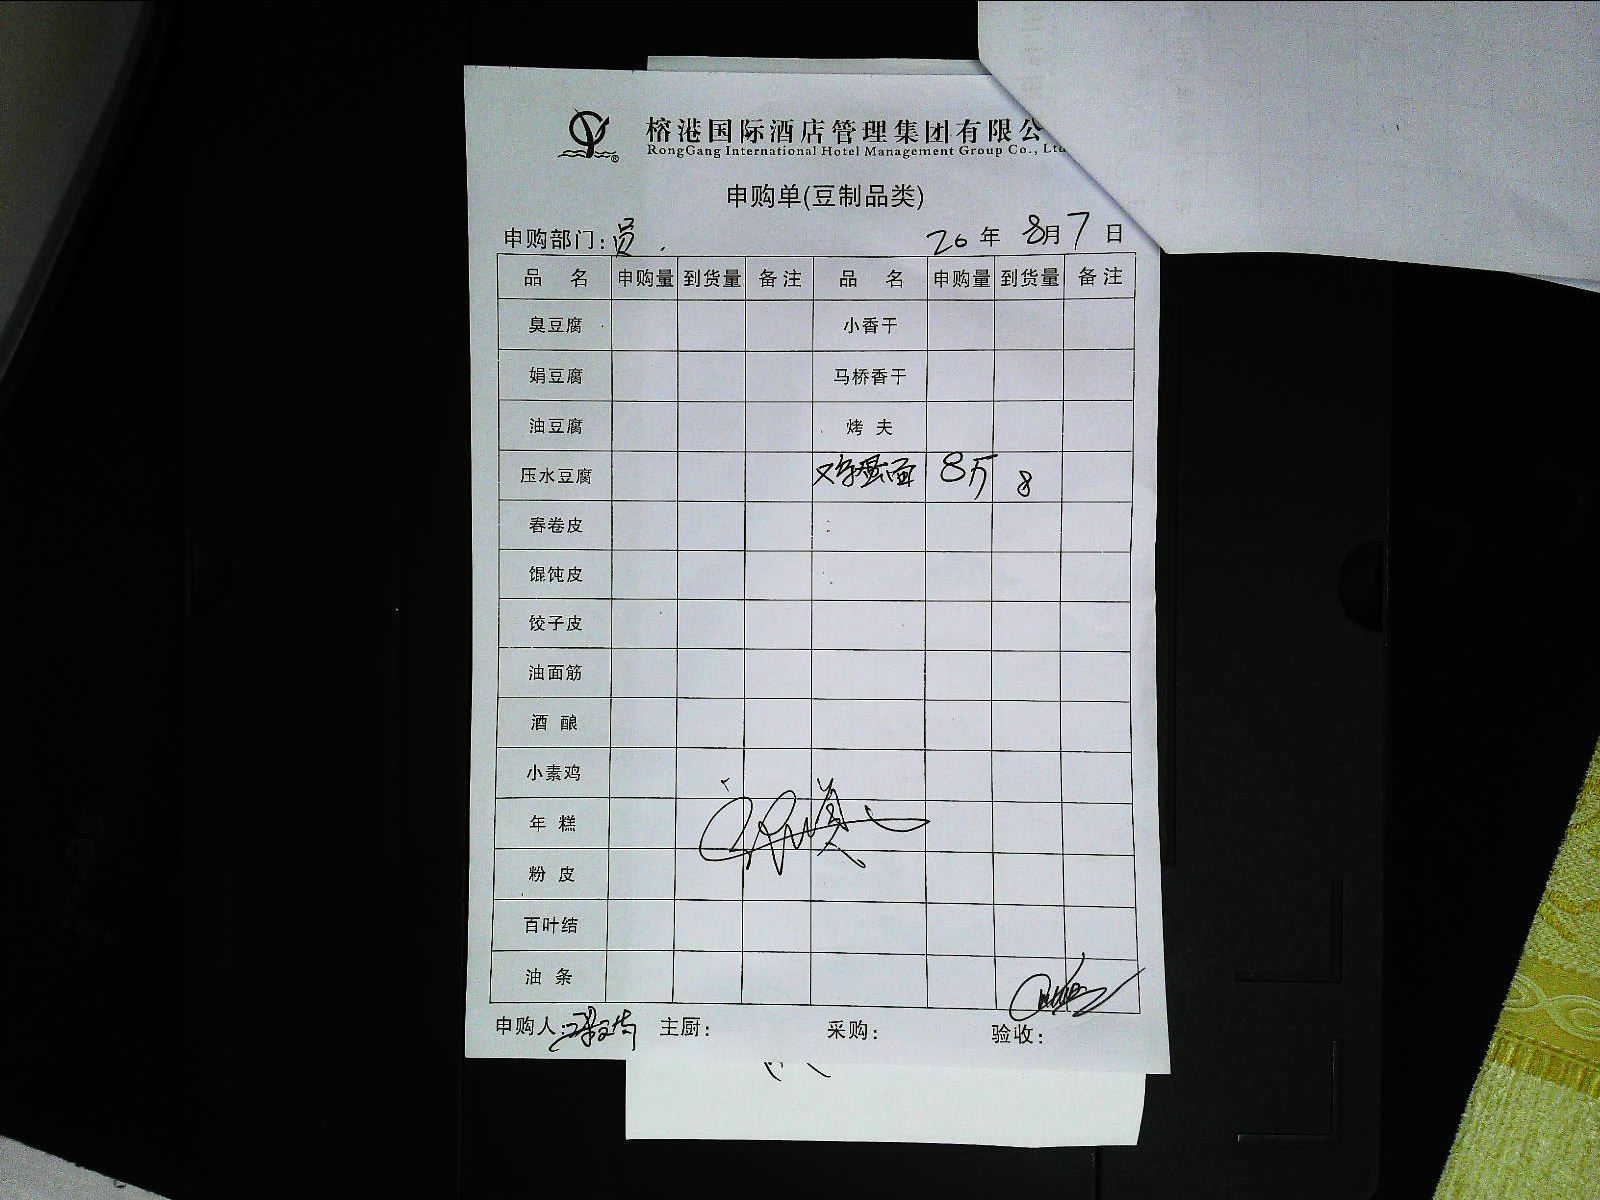 榕港国际酒店管理集团有限公
RongGang International Hotel Management Group Co., Ltd
申购单(豆制品类)
申购部门: 员 20 年 8 月 7 日
品 名 申购量 到货量 备注 品 名 申购量 到货量 备注
臭豆腐 小香干
娟豆腐 马桥香干
油豆腐 烤 夫
压水豆腐 鸡蛋面 8斤 8
春卷皮
馄饨皮
饺子皮
油面筋
酒 酿
小素鸡
年 糕
粉 皮
百叶结
油 条
申购人: 主厨: 采购: 验收: